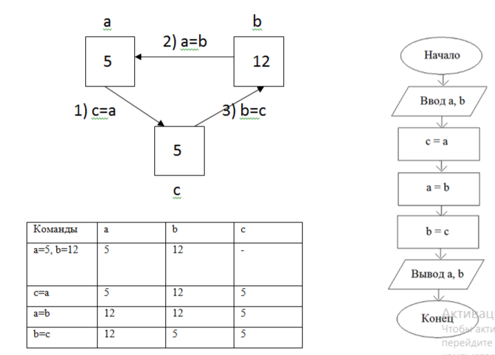 a
b
2) a=b
5
12
1) c=a
3) b=c
5
c
Команды a b c
a=5, b=12 5 12 -
c=a 5 12 5
a=b 12 12 5
b=c 12 5 5
Начало
Ввод a, b
c = a
a = b
b = c
Вывод a, b
Конец
Активац
Чтобы акти
перейдите